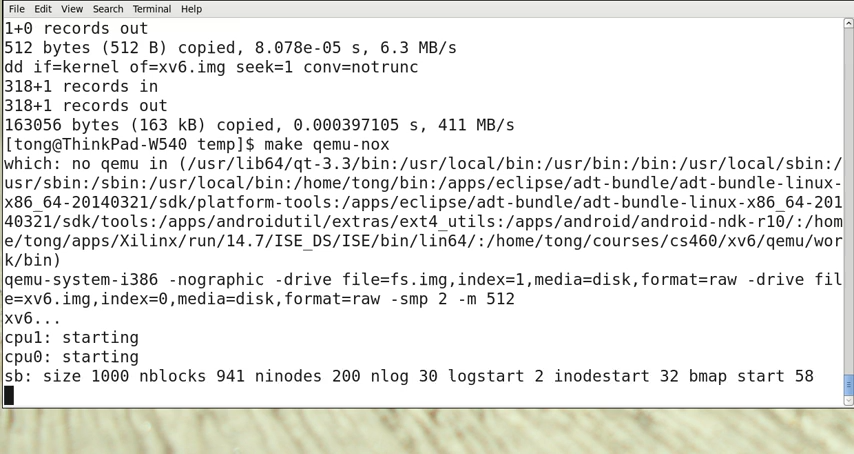 File Edit View Search Terminal Help
1+0 records out
512 bytes (512 B) copied, 8.078e-05 s, 6.3 MB/s
dd if=kernel of=xv6.img seek=1 conv=notrunc
318+1 records in
318+1 records out
163056 bytes (163 kB) copied, 0.000397105 s, 411 MB/s
[tong@ThinkPad-W540 temp]$ make qemu-nox
which: no qemu in (/usr/lib64/qt-3.3/bin:/usr/local/bin:/usr/bin:/bin:/usr/local/sbin:/
usr/sbin:/sbin:/usr/local/bin:/home/tong/bin:/apps/eclipse/adt-bundle/adt-bundle-linux-
x86_64-20140321/sdk/platform-tools:/apps/eclipse/adt-bundle/adt-bundle-linux-x86_64-201
40321/sdk/tools:/apps/androidutil/extras/ext4_utils:/apps/android/android-ndk-r10/:/hom
e/tong/apps/Xilinx/run/14.7/ISE_DS/ISE/bin/lin64/:/home/tong/courses/cs460/xv6/qemu/wor
k/bin)
qemu-system-i386 -nographic -drive file=fs.img,index=1,media=disk,format=raw -drive fil
e=xv6.img,index=0,media=disk,format=raw -smp 2 -m 512
xv6...
cpu1: starting
cpu0: starting
sb: size 1000 nblocks 941 ninodes 200 nlog 30 logstart 2 inodestart 32 bmap start 58